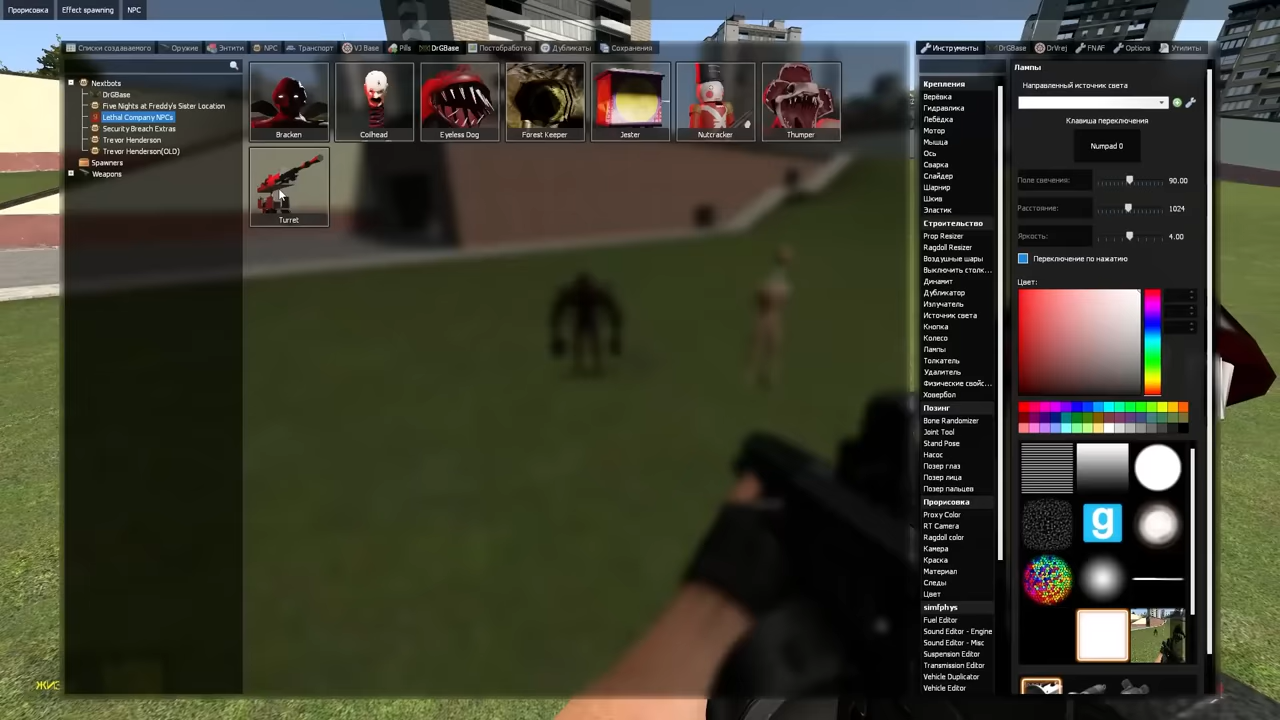 Прорисовка
Effect spawning
NPC
Списки создаваемого
Оружие
Энтити
NPC
Транспорт
VJ Base
Pills
DrGBase
Постобработка
Дубликаты
Сохранения
Nextbots
DrGBase
Five Nights at Freddy's Sister Location
Lethal Company NPCs
Security Breach Extras
Trevor Henderson
Trevor Henderson(OLD)
Spawners
Weapons
Bracken
Coilhead
Eyeless Dog
Forest Keeper
Jester
Nutcracker
Thumper
Turret
Инструменты
DrGBase
DrVrej
FNAF
Options
Утилиты
Крепления
Верёвка
Гидравлика
Лебёдка
Мотор
Мышца
Ось
Сварка
Слайдер
Шарнир
Шкив
Эластик
Строительство
Prop Resizer
Ragdoll Resizer
Воздушные шары
Выключить столк...
Динамит
Дубликатор
Излучатель
Источник света
Кнопка
Колесо
Лампы
Толкатель
Удалитель
Физические свойс...
Ховербол
Позинг
Bone Randomizer
Joint Tool
Stand Pose
Насос
Позер глаз
Позер лица
Позер пальцев
Прорисовка
Proxy Color
RT Camera
Ragdoll color
Камера
Краска
Материал
Следы
Цвет
simfphys
Fuel Editor
Sound Editor - Engine
Sound Editor - Misc
Suspension Editor
Transmission Editor
Vehicle Duplicator
Vehicle Editor
Лампы
Направленный источник света
Клавиша переключения
Numpad 0
Поле свечения: 90.00
Расстояние: 1024
Яркость: 4.00
Переключение по нажатию
Цвет:
g